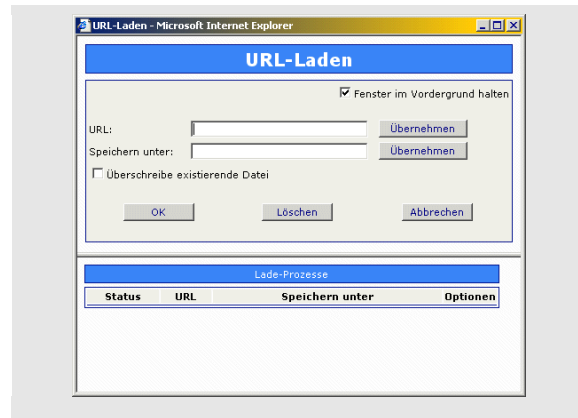 URL-Laden - Microsoft Internet Explorer
URL-Laden
Fenster im Vordergrund halten
URL: Übernehmen
Speichern unter: Übernehmen
Überschreibe existierende Datei
OK Löschen Abbrechen
Lade-Prozesse
Status URL Speichern unter Optionen